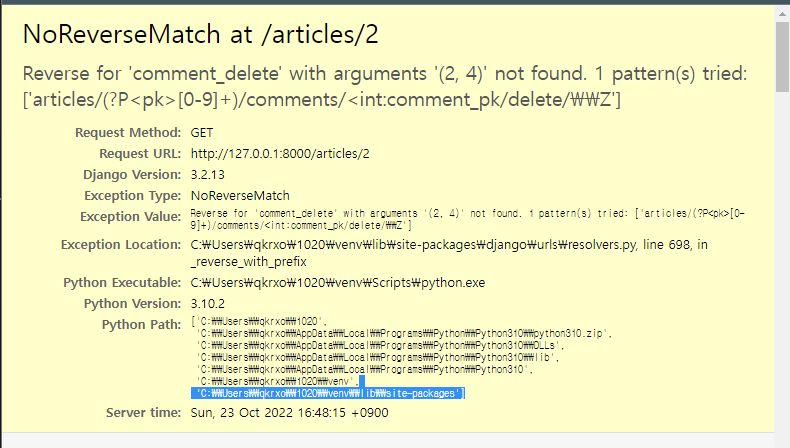 NoReverseMatch at /articles/2
Reverse for 'comment_delete' with arguments '(2, 4)' not found. 1 pattern(s) tried:
['articles/(?P<pk>[0-9]+)/comments/<int:comment_pk/delete/₩₩Z']
Request Method: GET
Request URL: http://127.0.0.1:8000/articles/2
Django Version: 3.2.13
Exception Type: NoReverseMatch
Exception Value: Reverse for 'comment_delete' with arguments '(2, 4)' not found. 1 pattern(s) tried: ['articles/(?P<pk>[0-
9]+)/comments/<int:comment_pk/delete/₩₩Z']
Exception Location: C:₩Users₩qkrxo₩1020₩venv₩lib₩site-packages₩django₩urls₩resolvers.py, line 698, in
_reverse_with_prefix
Python Executable: C:₩Users₩qkrxo₩1020₩venv₩Scripts₩python.exe
Python Version: 3.10.2
Python Path: ['C:₩₩Users₩₩qkrxo₩₩1020',
'C:₩₩Users₩₩qkrxo₩₩AppData₩₩Local₩₩Programs₩₩Python₩₩Python310₩₩python310.zip',
'C:₩₩Users₩₩qkrxo₩₩AppData₩₩Local₩₩Programs₩₩Python₩₩Python310₩₩DLLs',
'C:₩₩Users₩₩qkrxo₩₩AppData₩₩Local₩₩Programs₩₩Python₩₩Python310₩₩lib',
'C:₩₩Users₩₩qkrxo₩₩AppData₩₩Local₩₩Programs₩₩Python₩₩Python310',
'C:₩₩Users₩₩qkrxo₩₩1020₩₩venv',
'C:₩₩Users₩₩qkrxo₩₩1020₩₩venv₩₩lib₩₩site-packages']
Server time: Sun, 23 Oct 2022 16:48:15 +0900